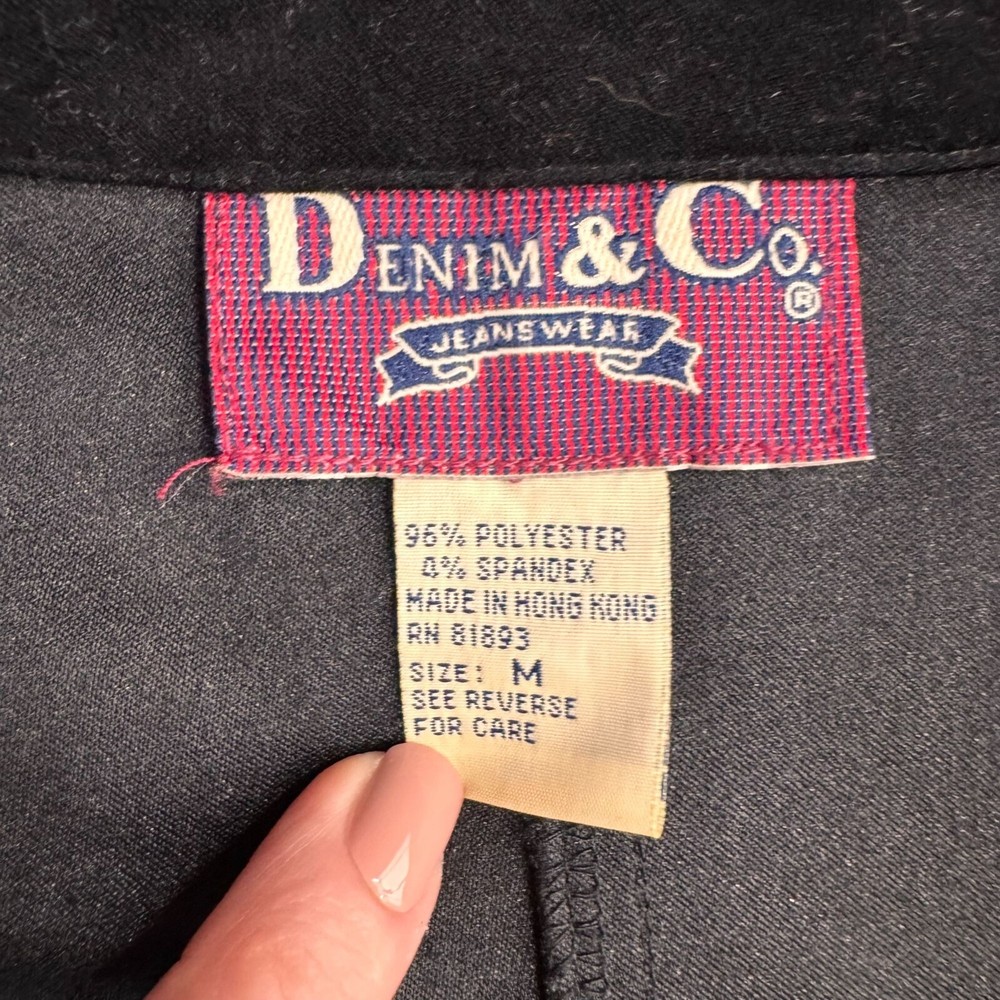 DENIM & CO.
®
JEANSWEAR
96% POLYESTER
4% SPANDEX
MADE IN HONG KONG
RN 81893
SIZE: M
SEE REVERSE
FOR CARE